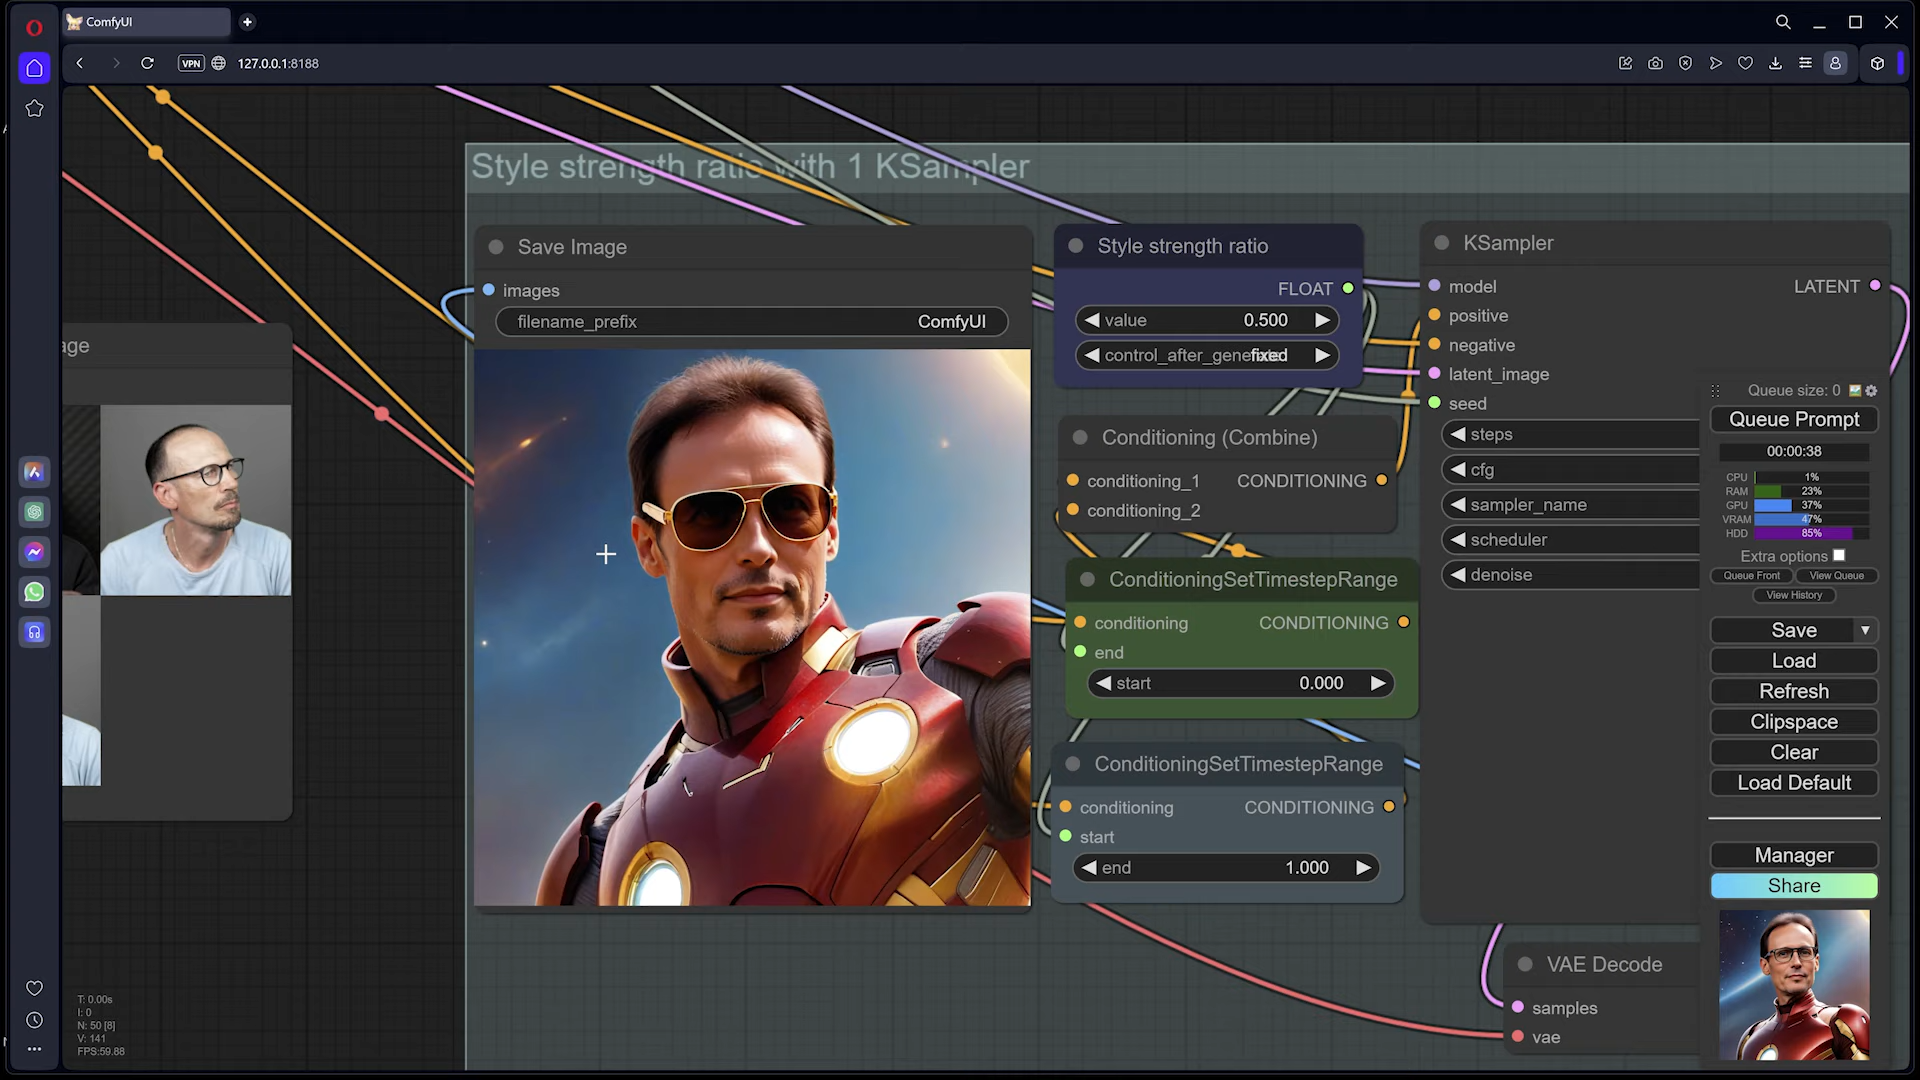 ComfyUI
VPN
127.0.0.1:8188
Style strength ratio with 1 KSampler
Save Image
images
filename_prefix
ComfyUI
age
Style strength ratio
FLOAT
value
0.500
control_after_gene
fixed
Conditioning (Combine)
conditioning_1
CONDITIONING
conditioning_2
ConditioningSetTimestepRange
conditioning
CONDITIONING
end
start
0.000
ConditioningSetTimestepRange
conditioning
CONDITIONING
start
end
1.000
KSampler
model
LATENT
positive
negative
latent_image
seed
steps
cfg
sampler_name
scheduler
denoise
VAE Decode
samples
vae
Queue size: 0
Queue Prompt
00:00:38
CPU 1%
RAM 23%
GPU 37%
VRAM 47%
HDD 85%
Extra options
Queue Front
View Queue
View History
Save
▼
Load
Refresh
Clipspace
Clear
Load Default
Manager
Share
T: 0.00s
I: 0
N: 50 [8]
V: 141
FPS:59.88